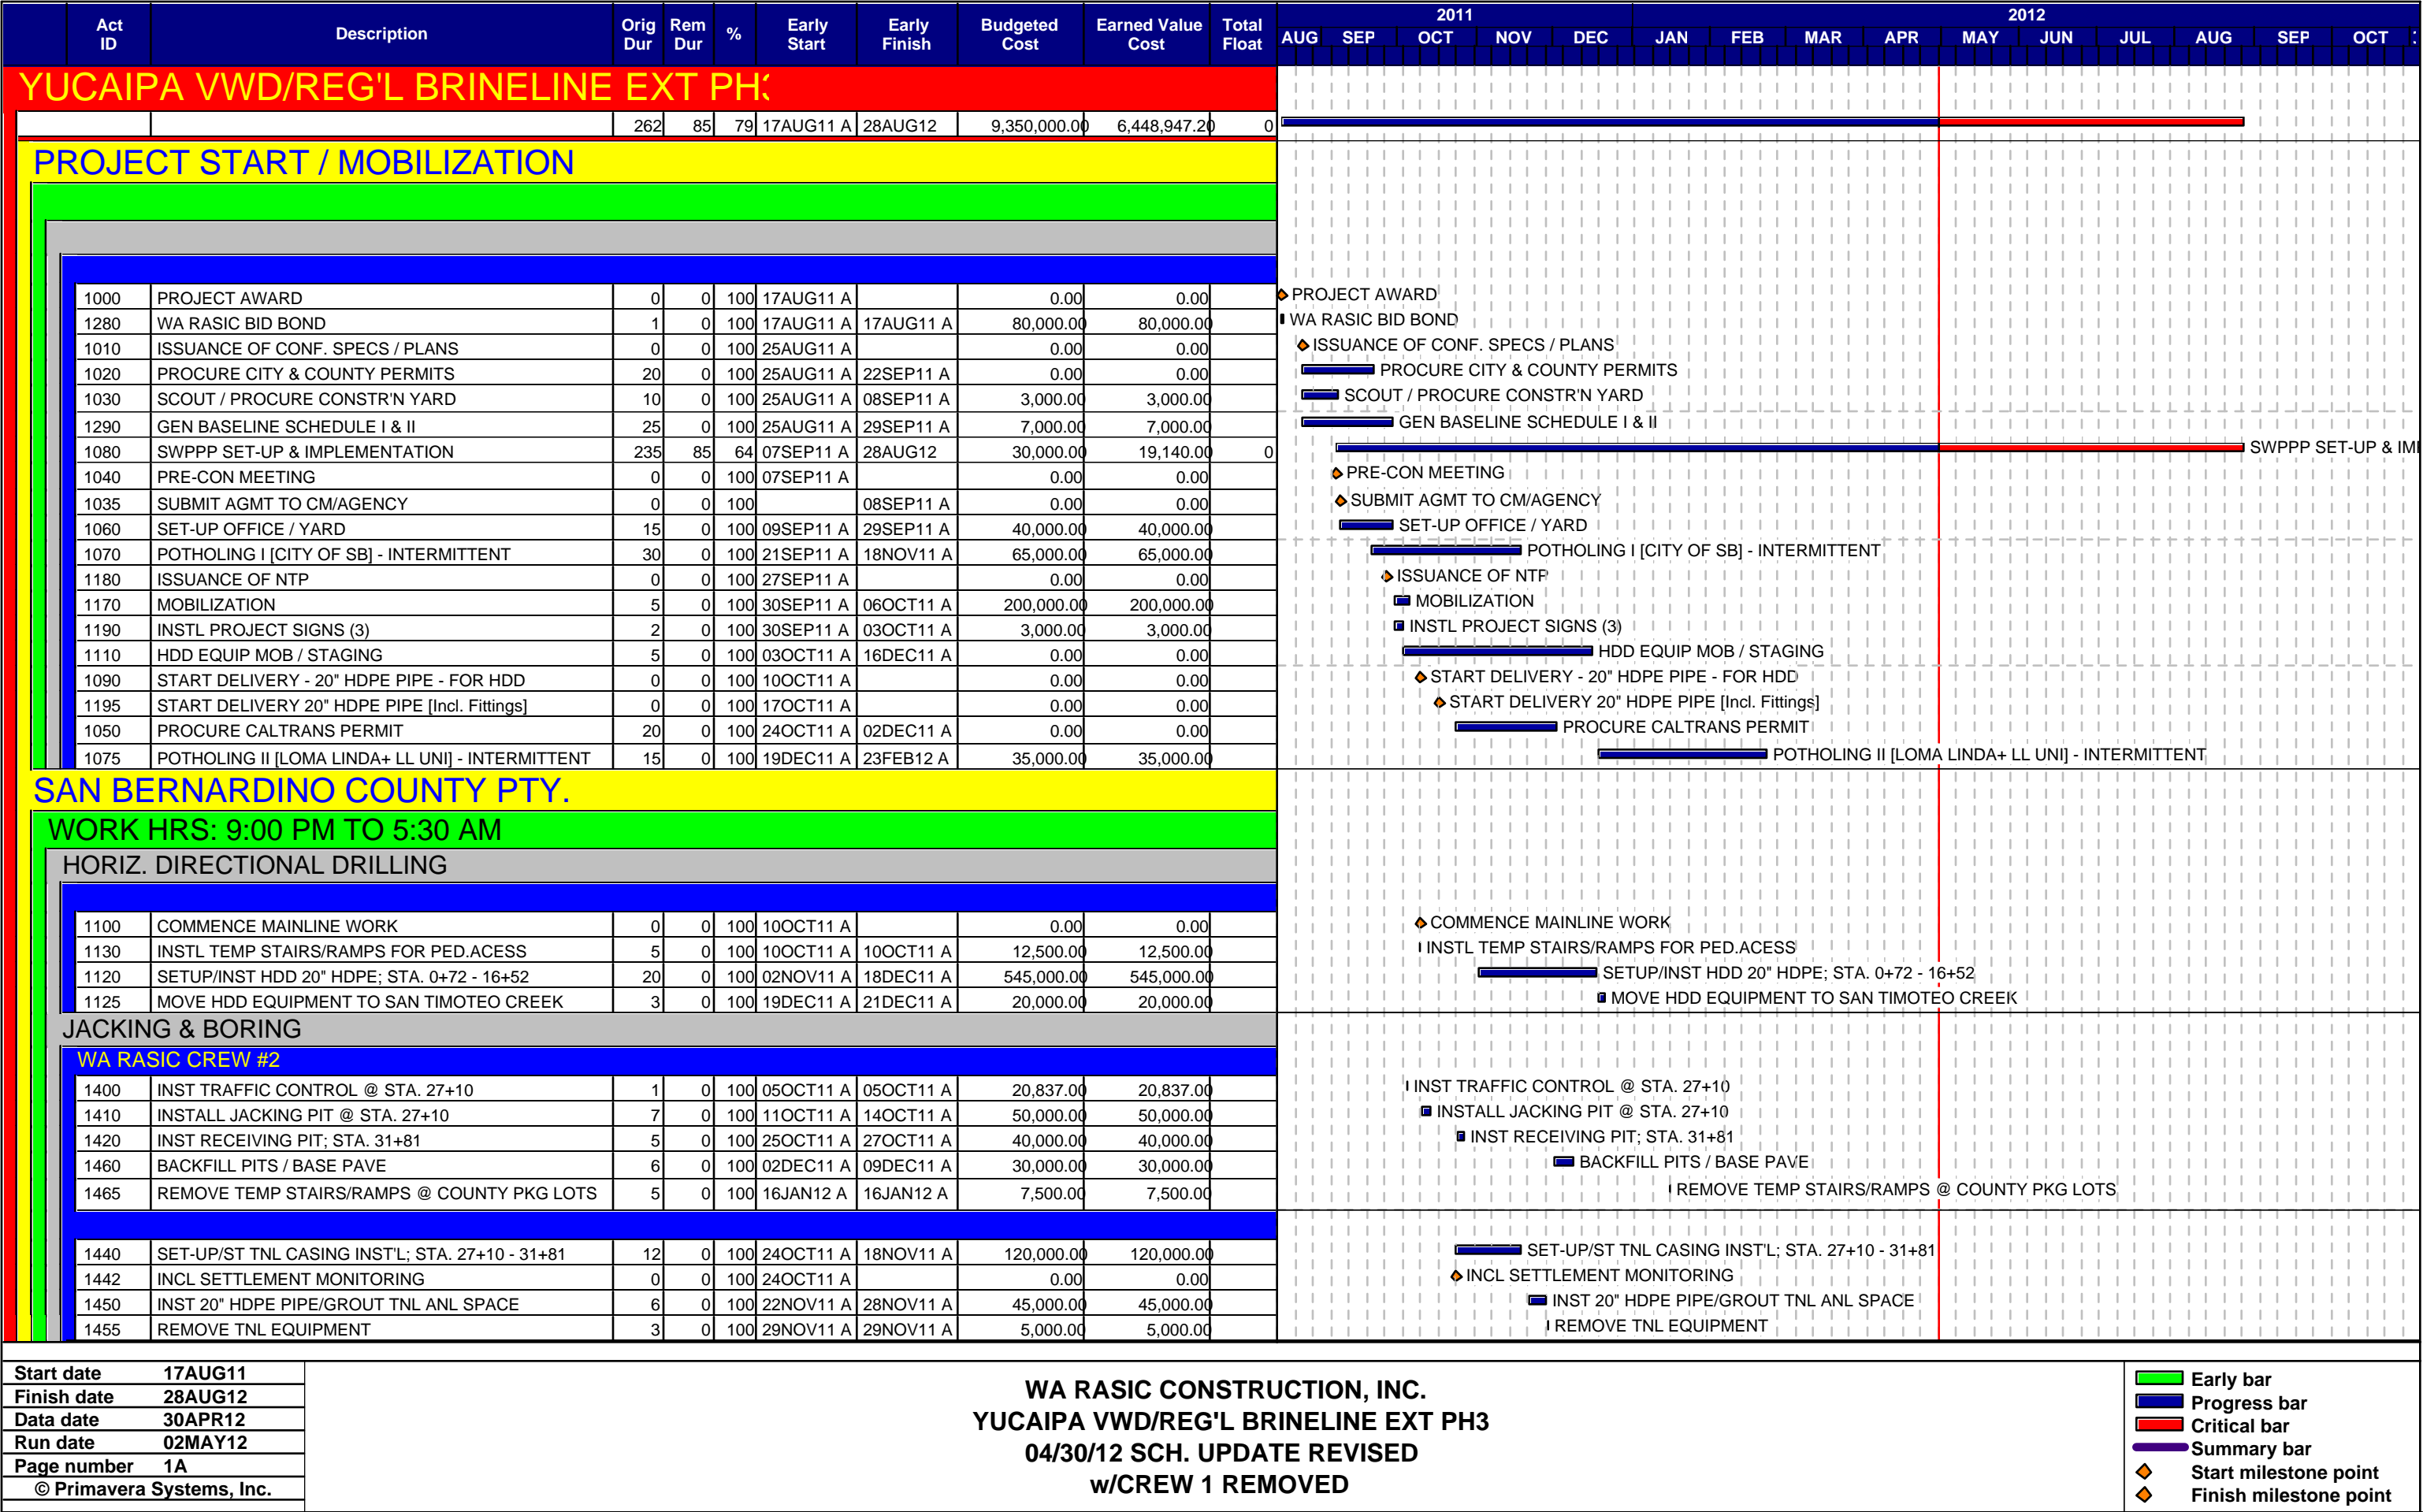 Act ID Description Orig Dur Rem Dur % Early Start Early Finish Budgeted Cost Earned Value Cost Total Float
2011 2012
AUG SEP OCT NOV DEC JAN FEB MAR APR MAY JUN JUL AUG SEP OCT
YUCAIPA VWD/REG'L BRINELINE EXT PH
262 85 79 17AUG11 A 28AUG12 9,350,000.00 6,448,947.20 0
PROJECT START / MOBILIZATION
1000 PROJECT AWARD 0 0 100 17AUG11 A 0.00 0.00 PROJECT AWARD
1280 WA RASIC BID BOND 1 0 100 17AUG11 A 17AUG11 A 80,000.00 80,000.00 WA RASIC BID BOND
1010 ISSUANCE OF CONF. SPECS / PLANS 0 0 100 25AUG11 A 0.00 0.00 ISSUANCE OF CONF. SPECS / PLANS
1020 PROCURE CITY & COUNTY PERMITS 20 0 100 25AUG11 A 22SEP11 A 0.00 0.00 PROCURE CITY & COUNTY PERMITS
1030 SCOUT / PROCURE CONSTR'N YARD 10 0 100 25AUG11 A 08SEP11 A 3,000.00 3,000.00 SCOUT / PROCURE CONSTR'N YARD
1290 GEN BASELINE SCHEDULE I & II 25 0 100 25AUG11 A 29SEP11 A 7,000.00 7,000.00 GEN BASELINE SCHEDULE I & II
1080 SWPPP SET-UP & IMPLEMENTATION 235 85 64 07SEP11 A 28AUG12 30,000.00 19,140.00 0 SWPPP SET-UP & IM
1040 PRE-CON MEETING 0 0 100 07SEP11 A 0.00 0.00 PRE-CON MEETING
1035 SUBMIT AGMT TO CM/AGENCY 0 0 100 08SEP11 A 0.00 0.00 SUBMIT AGMT TO CM/AGENCY
1060 SET-UP OFFICE / YARD 15 0 100 09SEP11 A 29SEP11 A 40,000.00 40,000.00 SET-UP OFFICE / YARD
1070 POTHOLING I [CITY OF SB] - INTERMITTENT 30 0 100 21SEP11 A 18NOV11 A 65,000.00 65,000.00 POTHOLING I [CITY OF SB] - INTERMITTENT
1180 ISSUANCE OF NTP 0 0 100 27SEP11 A 0.00 0.00 ISSUANCE OF NTP
1170 MOBILIZATION 5 0 100 30SEP11 A 06OCT11 A 200,000.00 200,000.00 MOBILIZATION
1190 INSTL PROJECT SIGNS (3) 2 0 100 30SEP11 A 03OCT11 A 3,000.00 3,000.00 INSTL PROJECT SIGNS (3)
1110 HDD EQUIP MOB / STAGING 5 0 100 03OCT11 A 16DEC11 A 0.00 0.00 HDD EQUIP MOB / STAGING
1090 START DELIVERY - 20" HDPE PIPE - FOR HDD 0 0 100 10OCT11 A 0.00 0.00 START DELIVERY - 20" HDPE PIPE - FOR HDD
1195 START DELIVERY 20" HDPE PIPE [Incl. Fittings] 0 0 100 17OCT11 A 0.00 0.00 START DELIVERY 20" HDPE PIPE [Incl. Fittings]
1050 PROCURE CALTRANS PERMIT 20 0 100 24OCT11 A 02DEC11 A 0.00 0.00 PROCURE CALTRANS PERMIT
1075 POTHOLING II [LOMA LINDA+ LL UNI] - INTERMITTENT 15 0 100 19DEC11 A 23FEB12 A 35,000.00 35,000.00 POTHOLING II [LOMA LINDA+ LL UNI] - INTERMITTENT
SAN BERNARDINO COUNTY PTY.
WORK HRS: 9:00 PM TO 5:30 AM
HORIZ. DIRECTIONAL DRILLING
1100 COMMENCE MAINLINE WORK 0 0 100 10OCT11 A 0.00 0.00 COMMENCE MAINLINE WORK
1130 INSTL TEMP STAIRS/RAMPS FOR PED.ACESS 5 0 100 10OCT11 A 10OCT11 A 12,500.00 12,500.00 INSTL TEMP STAIRS/RAMPS FOR PED.ACESS
1120 SETUP/INST HDD 20" HDPE; STA. 0+72 - 16+52 20 0 100 02NOV11 A 18DEC11 A 545,000.00 545,000.00 SETUP/INST HDD 20" HDPE; STA. 0+72 - 16+52
1125 MOVE HDD EQUIPMENT TO SAN TIMOTEO CREEK 3 0 100 19DEC11 A 21DEC11 A 20,000.00 20,000.00 MOVE HDD EQUIPMENT TO SAN TIMOTEO CREEK
JACKING & BORING
WA RASIC CREW #2
1400 INST TRAFFIC CONTROL @ STA. 27+10 1 0 100 05OCT11 A 05OCT11 A 20,837.00 20,837.00 INST TRAFFIC CONTROL @ STA. 27+10
1410 INSTALL JACKING PIT @ STA. 27+10 7 0 100 11OCT11 A 14OCT11 A 50,000.00 50,000.00 INSTALL JACKING PIT @ STA. 27+10
1420 INST RECEIVING PIT; STA. 31+81 5 0 100 25OCT11 A 27OCT11 A 40,000.00 40,000.00 INST RECEIVING PIT; STA. 31+81
1460 BACKFILL PITS / BASE PAVE 6 0 100 02DEC11 A 09DEC11 A 30,000.00 30,000.00 BACKFILL PITS / BASE PAVE
1465 REMOVE TEMP STAIRS/RAMPS @ COUNTY PKG LOTS 5 0 100 16JAN12 A 16JAN12 A 7,500.00 7,500.00 REMOVE TEMP STAIRS/RAMPS @ COUNTY PKG LOTS
1440 SET-UP/ST TNL CASING INST'L; STA. 27+10 - 31+81 12 0 100 24OCT11 A 18NOV11 A 120,000.00 120,000.00 SET-UP/ST TNL CASING INST'L; STA. 27+10 - 31+81
1442 INCL SETTLEMENT MONITORING 0 0 100 24OCT11 A 0.00 0.00 INCL SETTLEMENT MONITORING
1450 INST 20" HDPE PIPE/GROUT TNL ANL SPACE 6 0 100 22NOV11 A 28NOV11 A 45,000.00 45,000.00 INST 20" HDPE PIPE/GROUT TNL ANL SPACE
1455 REMOVE TNL EQUIPMENT 3 0 100 29NOV11 A 29NOV11 A 5,000.00 5,000.00 REMOVE TNL EQUIPMENT
Start date 17AUG11
Finish date 28AUG12
Data date 30APR12
Run date 02MAY12
Page number 1A
© Primavera Systems, Inc.
WA RASIC CONSTRUCTION, INC.
YUCAIPA VWD/REG'L BRINELINE EXT PH3
04/30/12 SCH. UPDATE REVISED
w/CREW 1 REMOVED
Early bar
Progress bar
Critical bar
Summary bar
Start milestone point
Finish milestone point